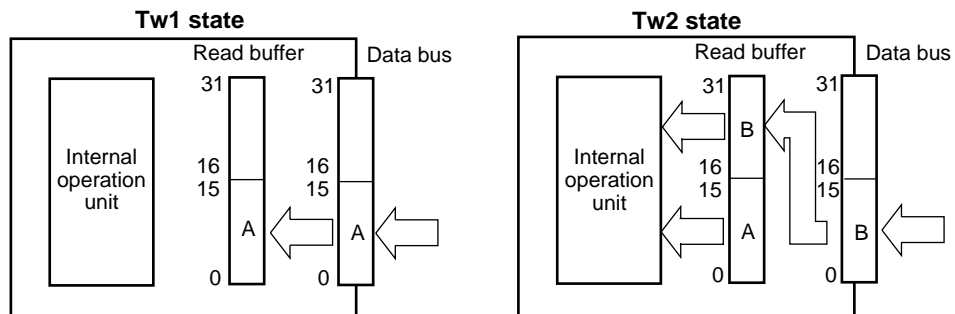 Tw1 state
Read buffer
Data bus
31
31
Internal
operation
unit
16
15
16
15
A
A
0
0
Tw2 state
Read buffer
Data bus
31
31
Internal
operation
unit
B
16
15
16
15
A
B
0
0